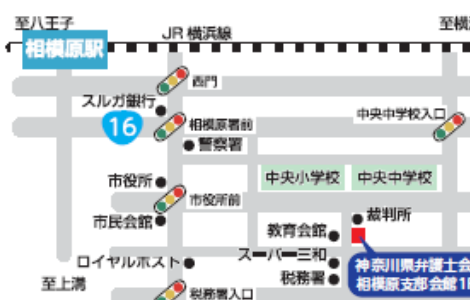 至八王子
JR 横浜線
至横
相模原駅
西門
スルガ銀行
中央中学校入口
16
相模原署前
警察署
中央小学校
中央中学校
市役所
市役所前
裁判所
市民会館
教育会館
スーパー三和
ロイヤルホスト
神奈川県弁護士会
税務署
相模原支部会館1
至上溝
税務署入口